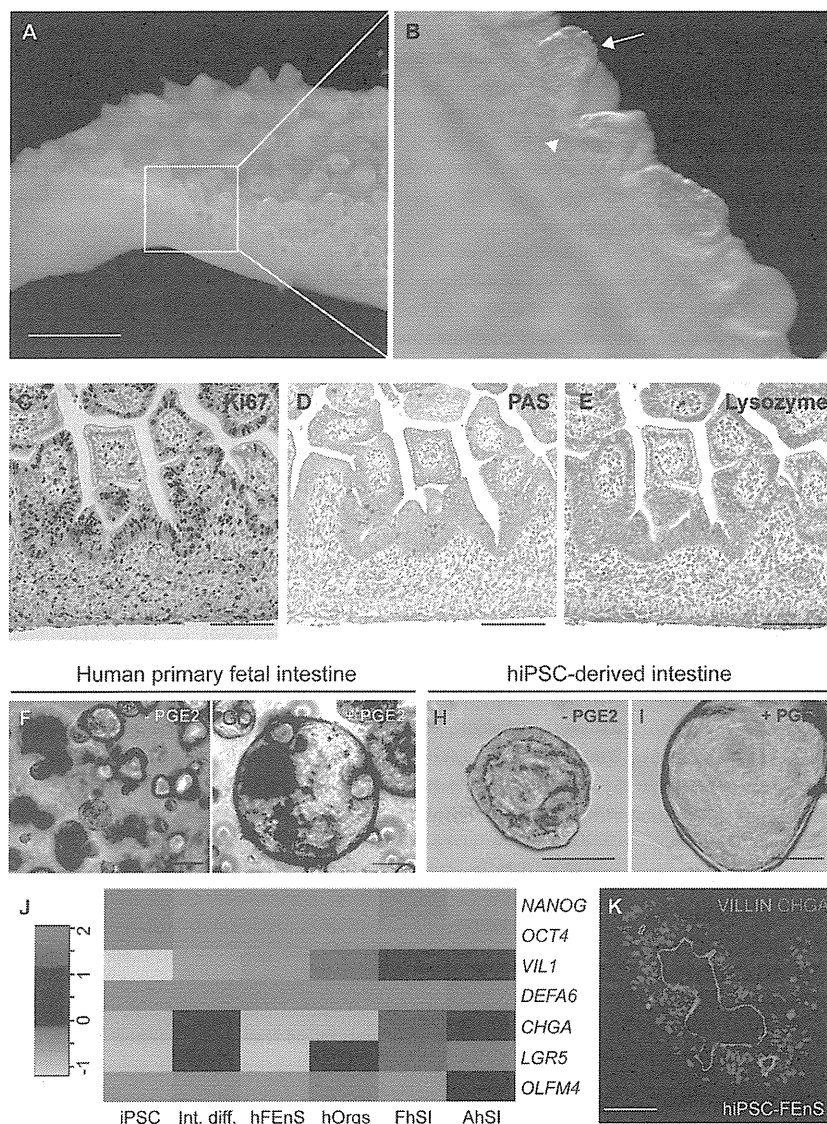 A
B
C Ki67
D PAS
E Lysozyme
Human primary fetal intestine
hiPSC-derived intestine
F - PGE2
G + PGE2
H - PGE2
I + PGE
J
2
1
0
-1
NANOG
OCT4
VIL1
DEFA6
CHGA
LGR5
OLFM4
iPSC Int. diff. hFEnS hOrgs FhSI AhSI
K VILLIN CHGA
hiPSC-FEnS